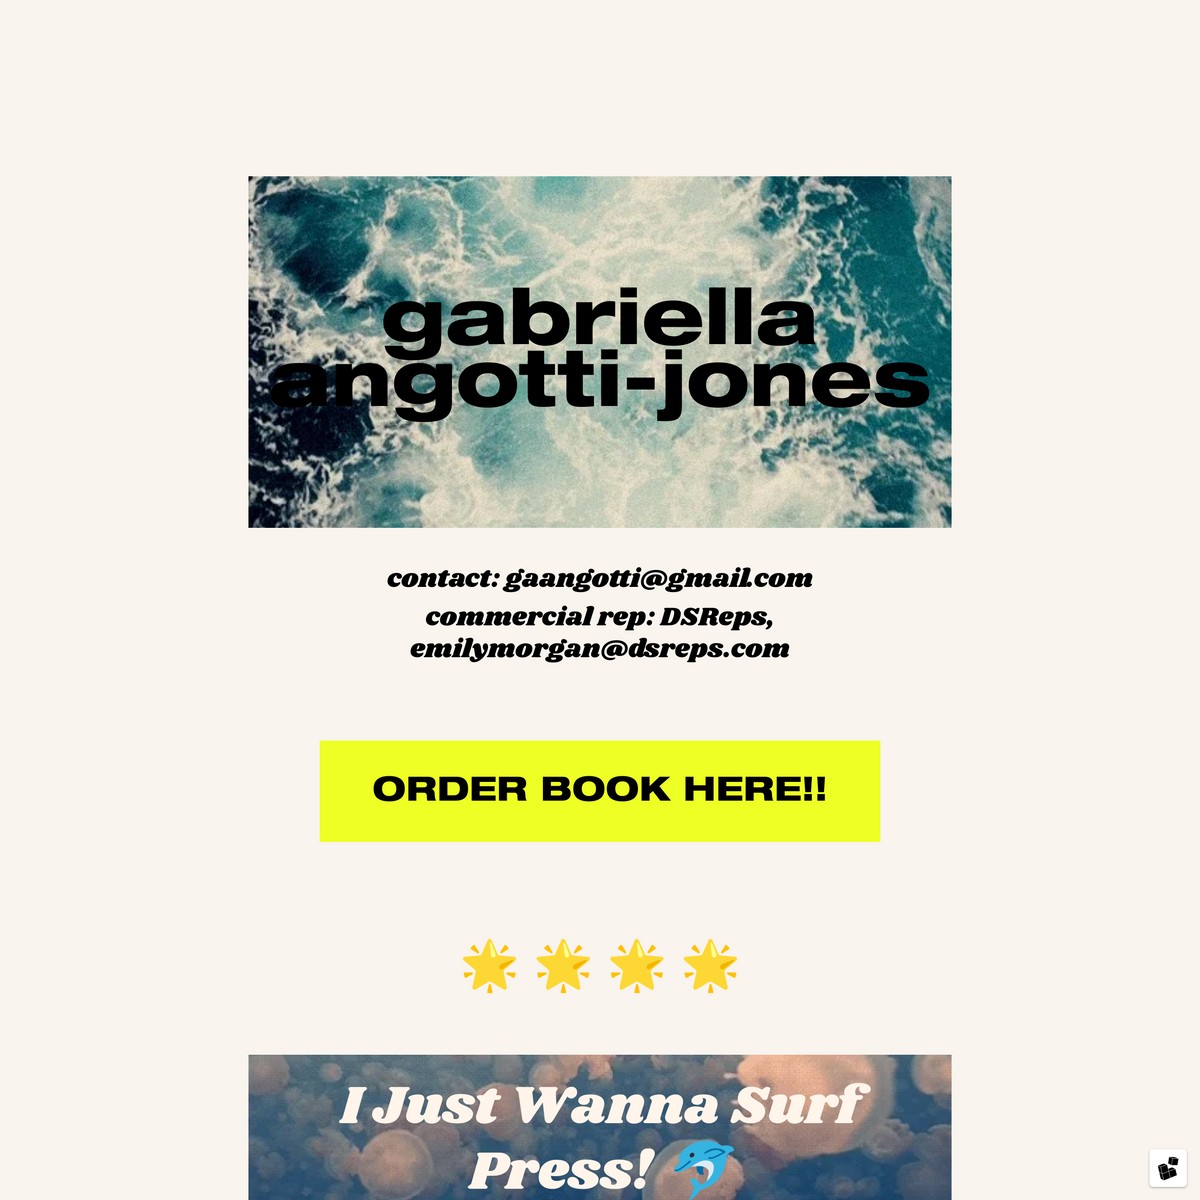 gabriella
angotti-jones
contact: gaangotti@gmail.com
commercial rep: DSReps,
emilymorgan@dsreps.com
ORDER BOOK HERE!!
🌟 🌟 🌟 🌟
I Just Wanna Surf
Press! 🐬